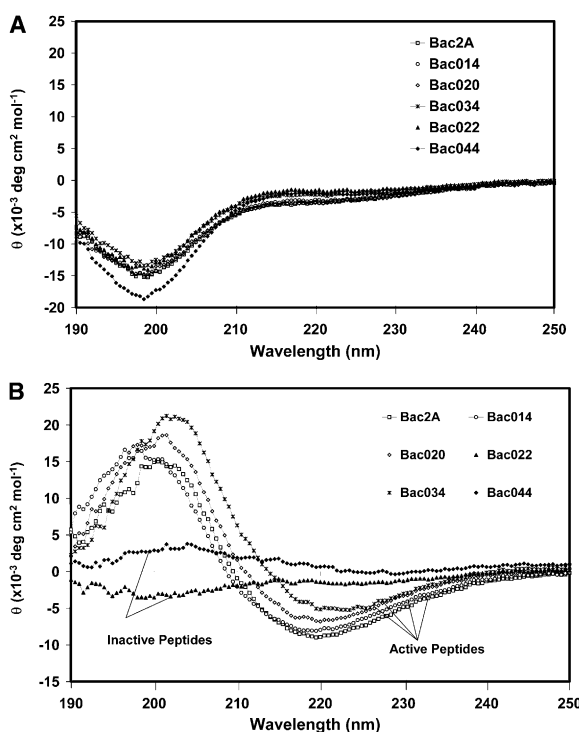 A
25
20
15
10
5
0
-5
-10
-15
-20
θ (x10⁻³ deg cm² mol⁻¹)
Bac2A
Bac014
Bac020
Bac034
Bac022
Bac044
190 200 210 220 230 240 250
Wavelength (nm)
B
25
20
15
10
5
0
-5
-10
-15
θ (x10⁻³ deg cm² mol⁻¹)
Bac2A Bac014
Bac020 Bac022
Bac034 Bac044
Inactive Peptides
Active Peptides
190 200 210 220 230 240 250
Wavelength (nm)